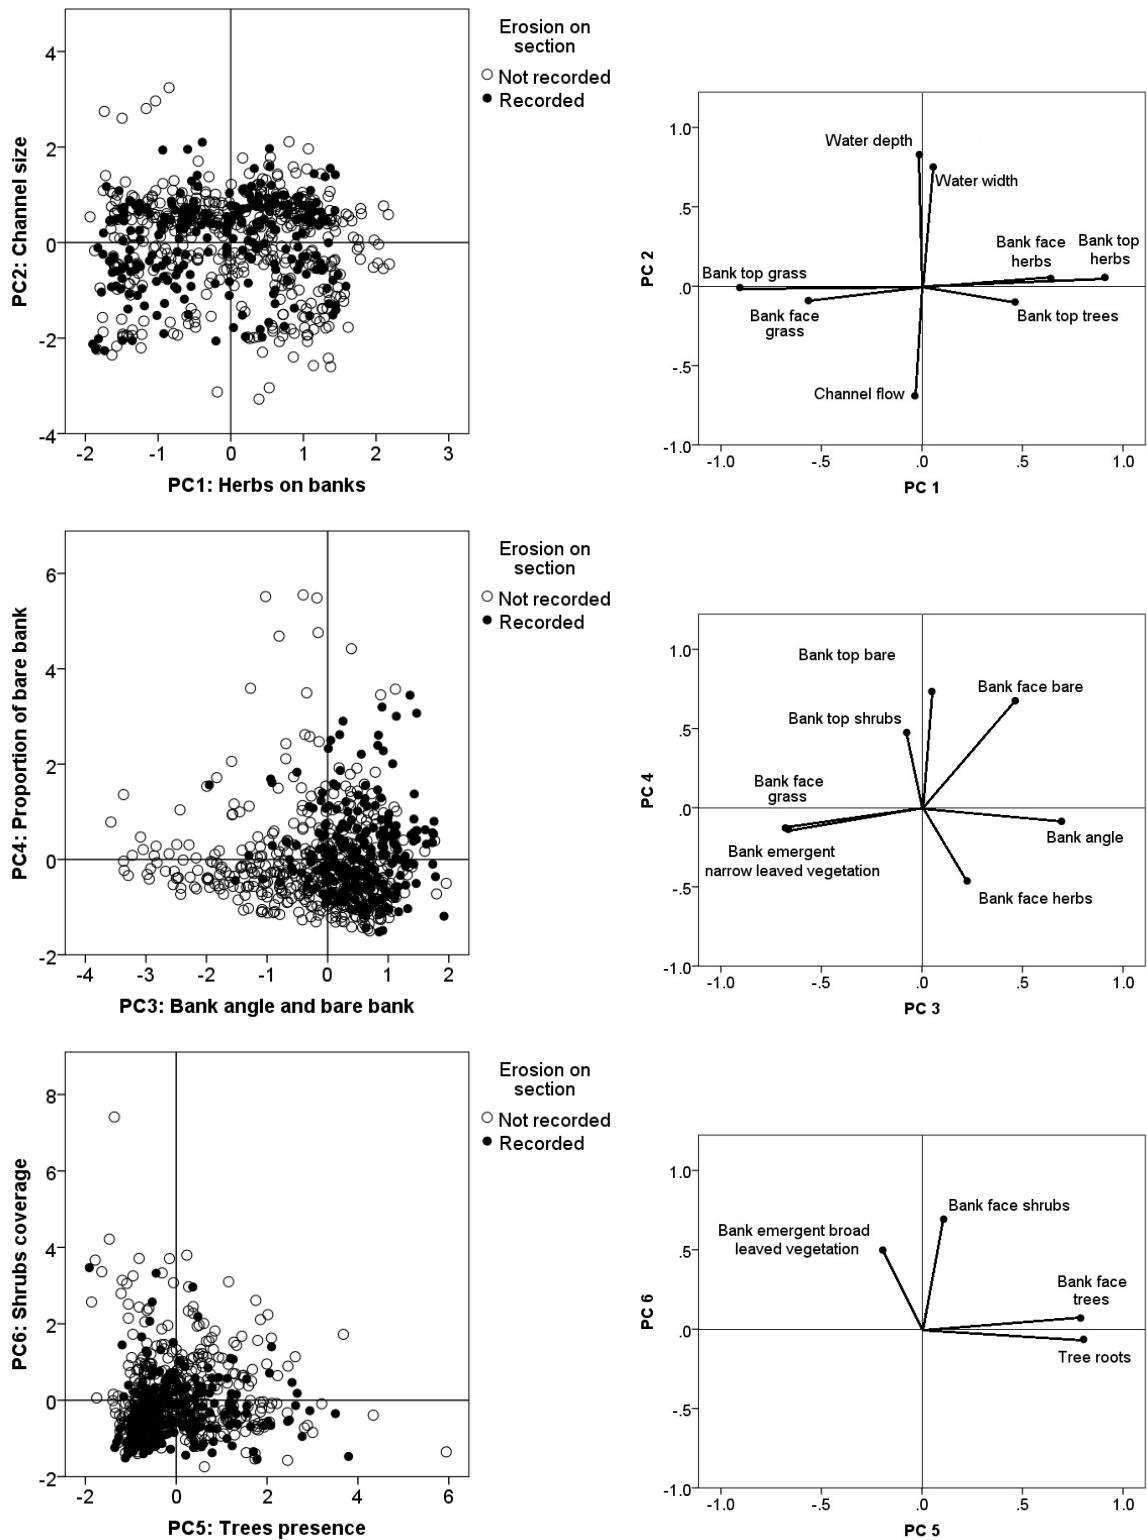 Erosion on
section
Not recorded
Recorded
4
2
0
-2
-4
-2
-1
0
1
2
3
PC2: Channel size
PC1: Herbs on banks
1.0
.5
.0
-.5
-1.0
-1.0
-.5
.0
.5
1.0
PC 2
PC 1
Water depth
Water width
Bank face
herbs
Bank top
herbs
Bank top grass
Bank face
grass
Bank top trees
Channel flow
Erosion on
section
Not recorded
Recorded
6
4
2
0
-2
-4
-3
-2
-1
0
1
2
PC4: Proportion of bare bank
PC3: Bank angle and bare bank
1.0
.5
.0
-.5
-1.0
-1.0
-.5
.0
.5
1.0
PC 4
PC 3
Bank top bare
Bank face bare
Bank top shrubs
Bank face
grass
Bank angle
Bank emergent
narrow leaved vegetation
Bank face herbs
Erosion on
section
Not recorded
Recorded
8
6
4
2
0
-2
-2
0
2
4
6
PC6: Shrubs coverage
PC5: Trees presence
1.0
.5
.0
-.5
-1.0
-1.0
-.5
.0
.5
1.0
PC 6
PC 5
Bank face shrubs
Bank emergent broad
leaved vegetation
Bank face
trees
Tree roots